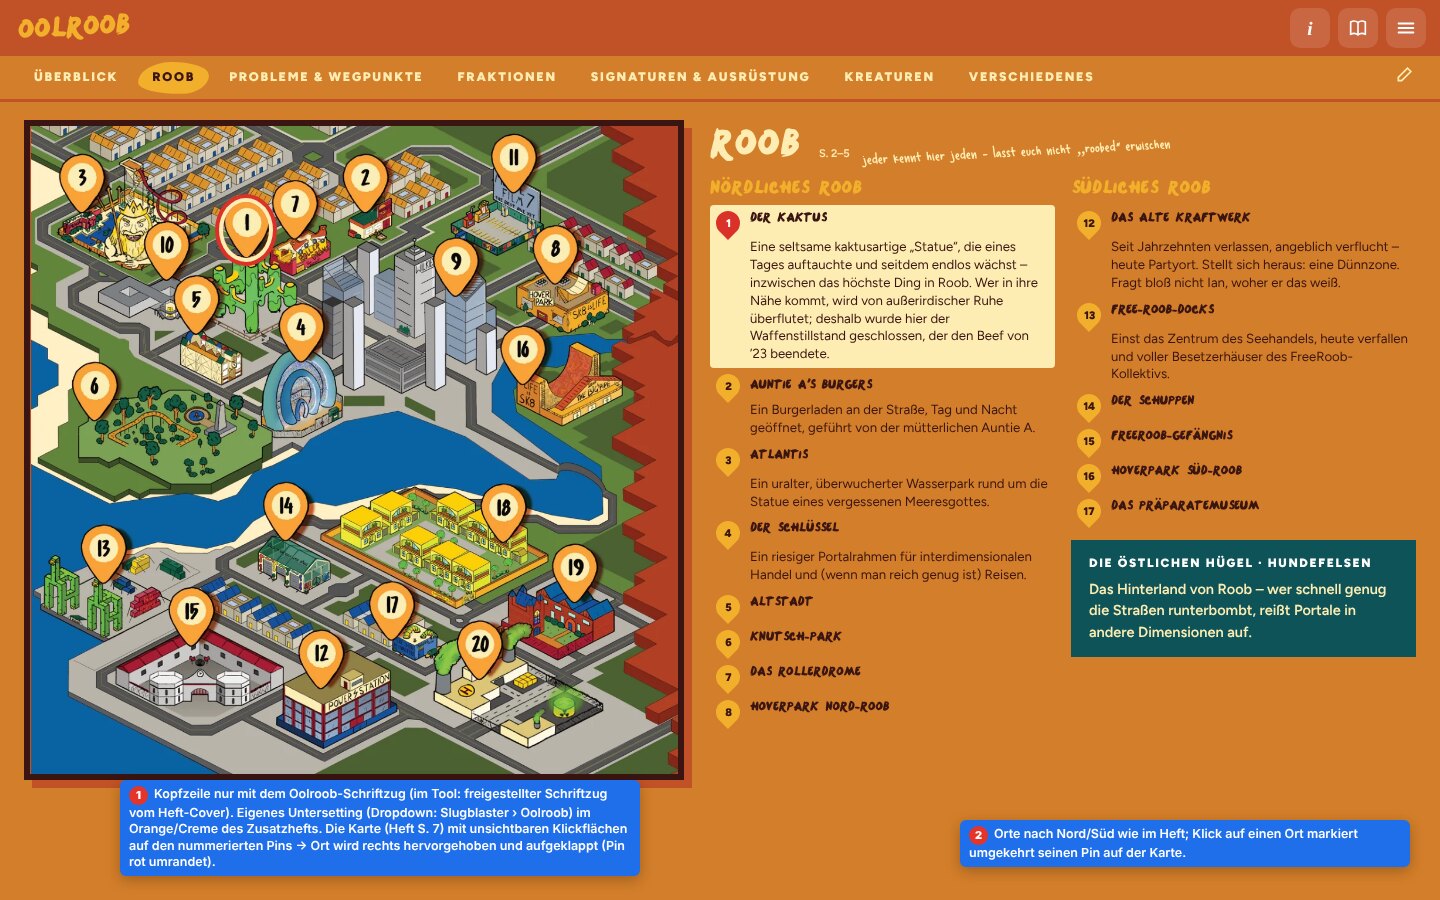 OOLROOB
i
ÜBERBLICK
ROOB
PROBLEME & WEGPUNKTE
FRAKTIONEN
SIGNATUREN & AUSRÜSTUNG
KREATUREN
VERSCHIEDENES
3
2
11
7
1
10
8
9
5
4
16
6
14
18
13
19
17
15
12
20
HOVER PARK
SK8 4 LIFE
LIFE SK8
POWER STATION
ROOB
S. 2–5
jeder kennt hier jeden – lasst euch nicht „roobed“ erwischen
NÖRDLICHES ROOB
1 DER KAKTUS
Eine seltsame kaktusartige „Statue“, die eines
Tages auftauchte und seitdem endlos wächst –
inzwischen das höchste Ding in Roob. Wer in ihre
Nähe kommt, wird von außerirdischer Ruhe
überflutet; deshalb wurde hier der
Waffenstillstand geschlossen, der den Beef von
’23 beendete.
2 AUNTIE A’S BURGERS
Ein Burgerladen an der Straße, Tag und Nacht
geöffnet, geführt von der mütterlichen Auntie A.
3 ATLANTIS
Ein uralter, überwucherter Wasserpark rund um die
Statue eines vergessenen Meeresgottes.
4 DER SCHLÜSSEL
Ein riesiger Portalrahmen für interdimensionalen
Handel und (wenn man reich genug ist) Reisen.
5 ALTSTADT
6 KNUTSCH-PARK
7 DAS ROLLERDROME
8 HOVERPARK NORD-ROOB
SÜDLICHES ROOB
12 DAS ALTE KRAFTWERK
Seit Jahrzehnten verlassen, angeblich verflucht –
heute Partyort. Stellt sich heraus: eine Dünnzone.
Fragt bloß nicht Ian, woher er das weiß.
13 FREE-ROOB-DOCKS
Einst das Zentrum des Seehandels, heute verfallen
und voller Besetzerhäuser des FreeRoob-
Kollektivs.
14 DER SCHUPPEN
15 FREEROOB-GEFÄNGNIS
16 HOVERPARK SÜD-ROOB
17 DAS PRÄPARATEMUSEUM
DIE ÖSTLICHEN HÜGEL · HUNDEFELSEN
Das Hinterland von Roob – wer schnell genug
die Straßen runterbombt, reißt Portale in
andere Dimensionen auf.
1 Kopfzeile nur mit dem Oolroob-Schriftzug (im Tool: freigestellter Schriftzug
vom Heft-Cover). Eigenes Untersetting (Dropdown: Slugblaster › Oolroob) im
Orange/Creme des Zusatzhefts. Die Karte (Heft S. 7) mit unsichtbaren Klickflächen
auf den nummerierten Pins → Ort wird rechts hervorgehoben und aufgeklappt (Pin
rot umrandet).
2 Orte nach Nord/Süd wie im Heft; Klick auf einen Ort markiert
umgekehrt seinen Pin auf der Karte.